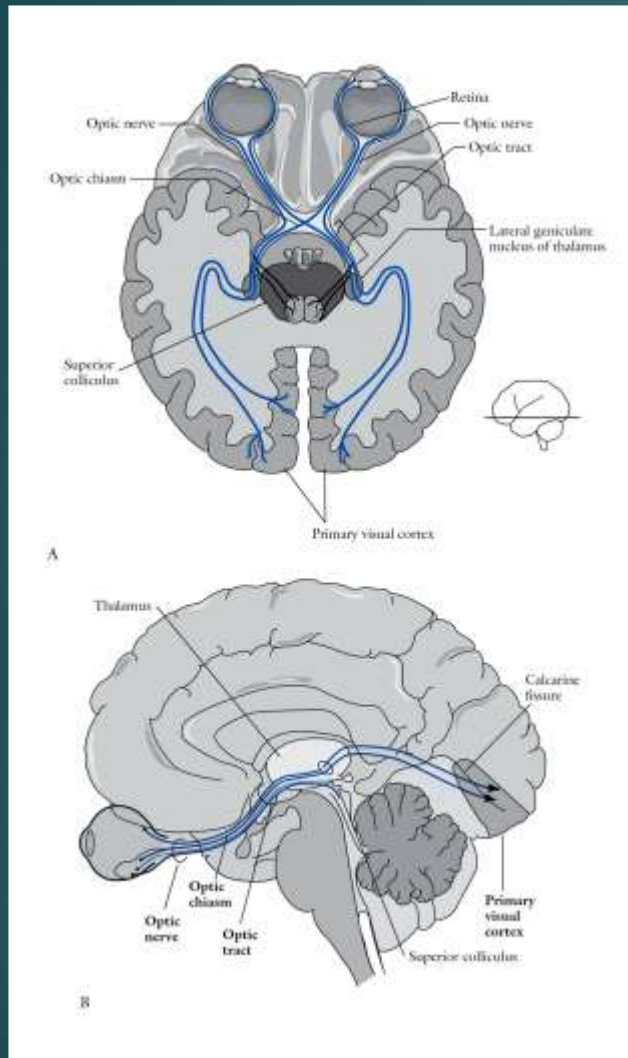 Retina
Optic nerve
Optic nerve
Optic tract
Optic chiasm
Lateral geniculate
nucleus of thalamus
Superior
colliculus
Primary visual cortex
A
Thalamus
Calcarine
fissure
Optic
chiasm
Optic
nerve
Optic
tract
Primary
visual
cortex
Superior colliculus
B